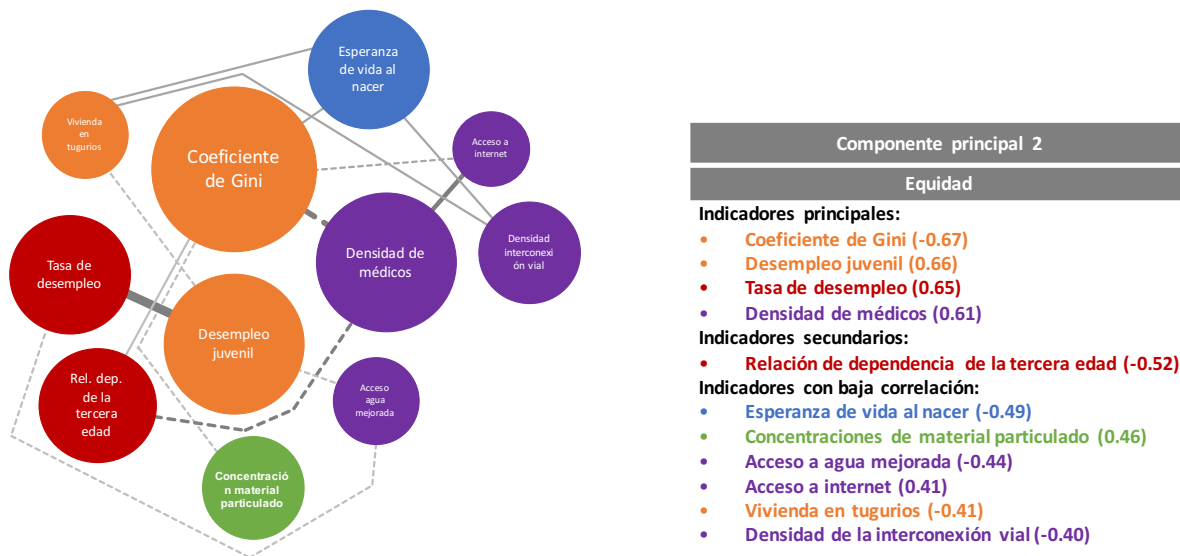 Esperanza
de vida al
nacer
Vivienda
en
tugurios
Coeficiente
de Gini
Acceso a
internet
Densidad de
médicos
Densidad
interconexi
ón vial
Tasa de
desempleo
Desempleo
juvenil
Rel. dep.
de la
tercera
edad
Acceso
agua
mejorada
Concentració
n material
particulado
Componente principal 2
Equidad
Indicadores principales:
• Coeficiente de Gini (-0.67)
• Desempleo juvenil (0.66)
• Tasa de desempleo (0.65)
• Densidad de médicos (0.61)
Indicadores secundarios:
• Relación de dependencia de la tercera edad (-0.52)
Indicadores con baja correlación:
• Esperanza de vida al nacer (-0.49)
• Concentraciones de material particulado (0.46)
• Acceso a agua mejorada (-0.44)
• Acceso a internet (0.41)
• Vivienda en tugurios (-0.41)
• Densidad de la interconexión vial (-0.40)